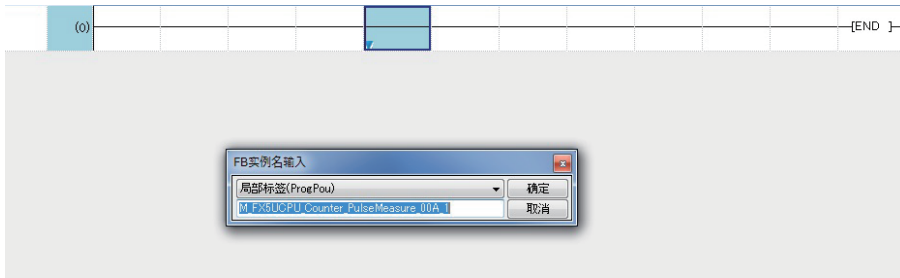 (0)
[END ]
FB实例名输入
局部标签(ProgPou)
确定
M_FX5UCPU_Counter_PulseMeasure_00A_1
取消